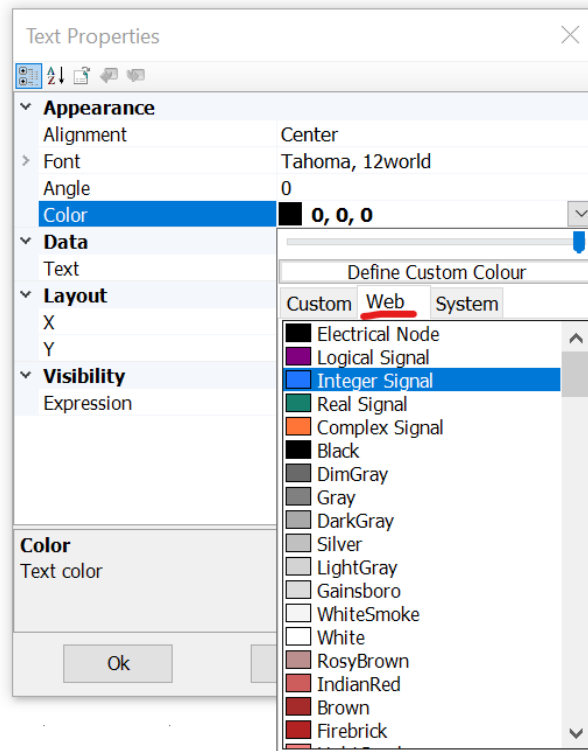 Text Properties
Appearance
Alignment Center
Font Tahoma, 12world
Angle 0
Color 0, 0, 0
Data
Define Custom Colour
Text
Custom Web System
Layout
X
Y
Visibility
Expression
Electrical Node
Logical Signal
Integer Signal
Real Signal
Complex Signal
Black
DimGray
Gray
DarkGray
Silver
LightGray
Gainsboro
WhiteSmoke
White
RosyBrown
IndianRed
Brown
Firebrick
Color
Text color
Ok